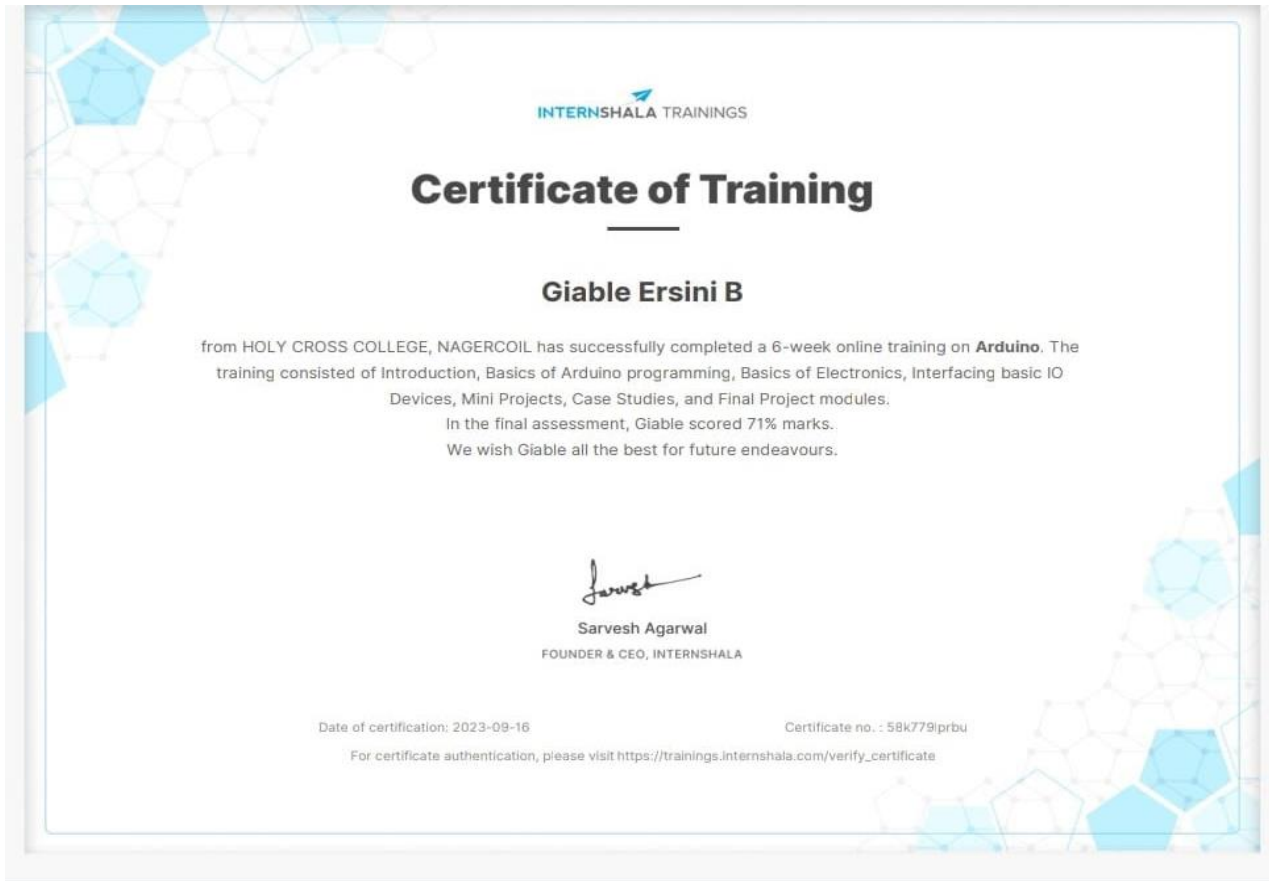 INTERNSHALA TRAININGS
Certificate of Training
Giable Ersini B
from HOLY CROSS COLLEGE, NAGERCOIL has successfully completed a 6-week online training on Arduino. The
training consisted of Introduction, Basics of Arduino programming, Basics of Electronics, Interfacing basic IO
Devices, Mini Projects, Case Studies, and Final Project modules.
In the final assessment, Giable scored 71% marks.
We wish Giable all the best for future endeavours.
Sarvesh
Sarvesh Agarwal
FOUNDER & CEO, INTERNSHALA
Date of certification: 2023-09-16
Certificate no. : 58k779lprbu
For certificate authentication, please visit https://trainings.internshala.com/verify_certificate